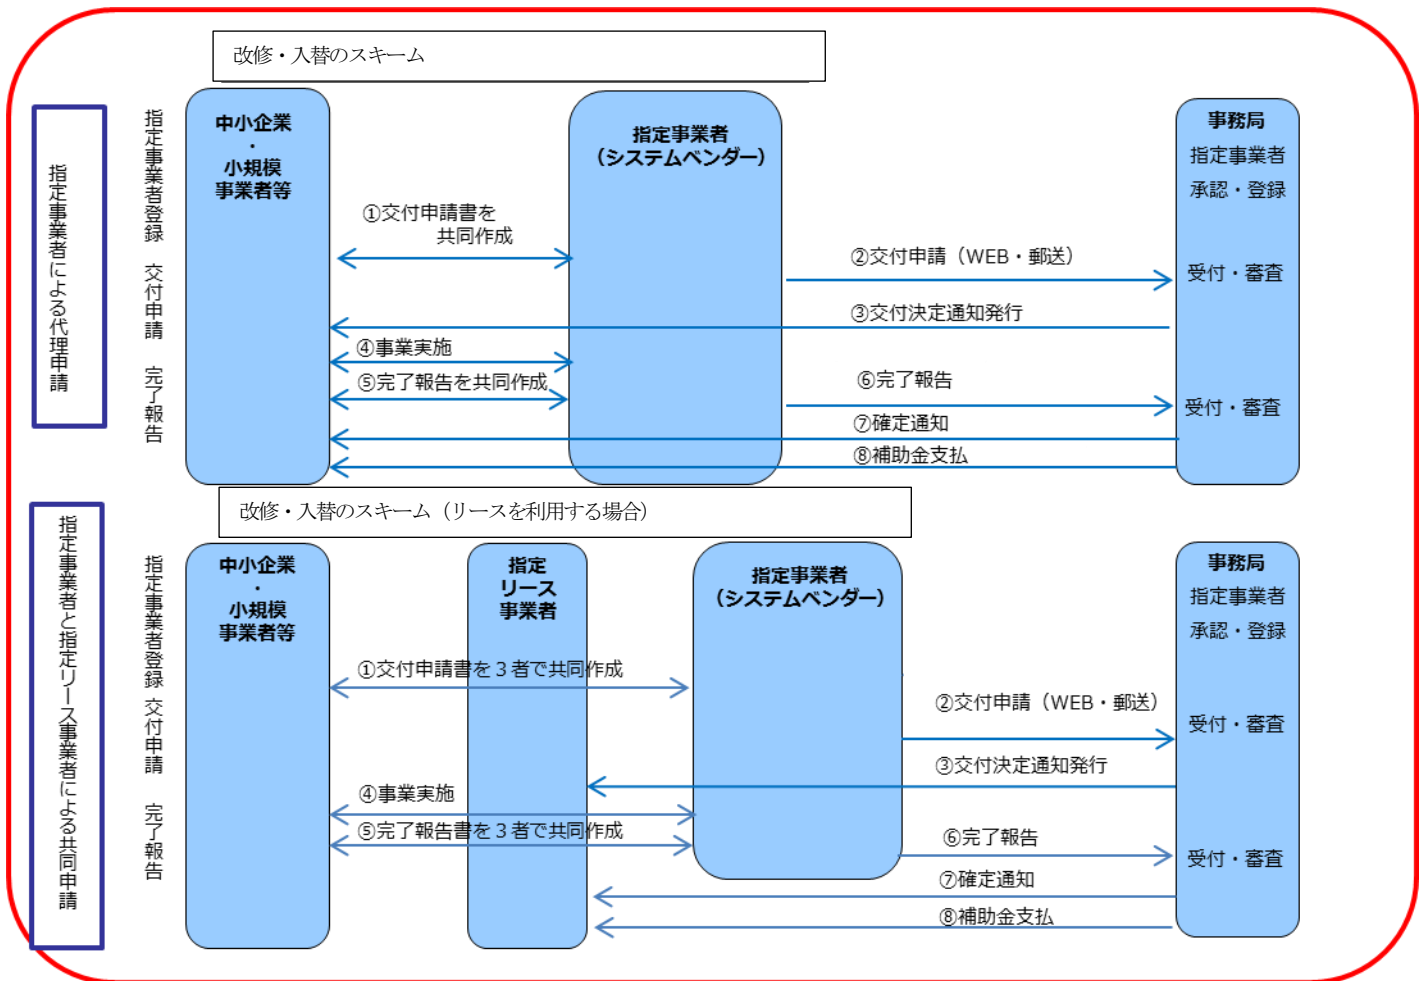 改修・入替のスキーム
指定事業者による代理申請
指定事業者登録
交付申請
完了報告
中小企業
・
小規模
事業者等
指定事業者
（システムベンダー）
事務局
指定事業者
承認・登録
①交付申請書を
共同作成
②交付申請（WEB・郵送）
受付・審査
③交付決定通知発行
④事業実施
⑤完了報告を共同作成
⑥完了報告
受付・審査
⑦確定通知
⑧補助金支払
改修・入替のスキーム（リースを利用する場合）
指定事業者と指定リース事業者による共同申請
指定事業者登録
交付申請
完了報告
中小企業
・
小規模
事業者等
指定
リース
事業者
指定事業者
（システムベンダー）
事務局
指定事業者
承認・登録
①交付申請書を３者で共同作成
②交付申請（WEB・郵送）
受付・審査
③交付決定通知発行
④事業実施
⑤完了報告書を３者で共同作成
⑥完了報告
受付・審査
⑦確定通知
⑧補助金支払